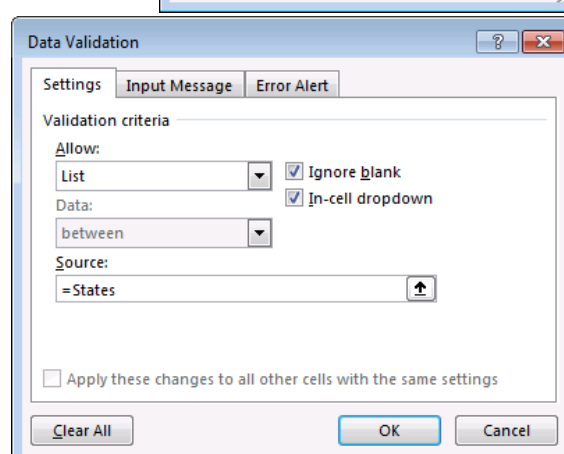 Data Validation
Settings Input Message Error Alert
Validation criteria
Allow:
List
Ignore blank
In-cell dropdown
Data:
between
Source:
=States
Apply these changes to all other cells with the same settings
Clear All OK Cancel